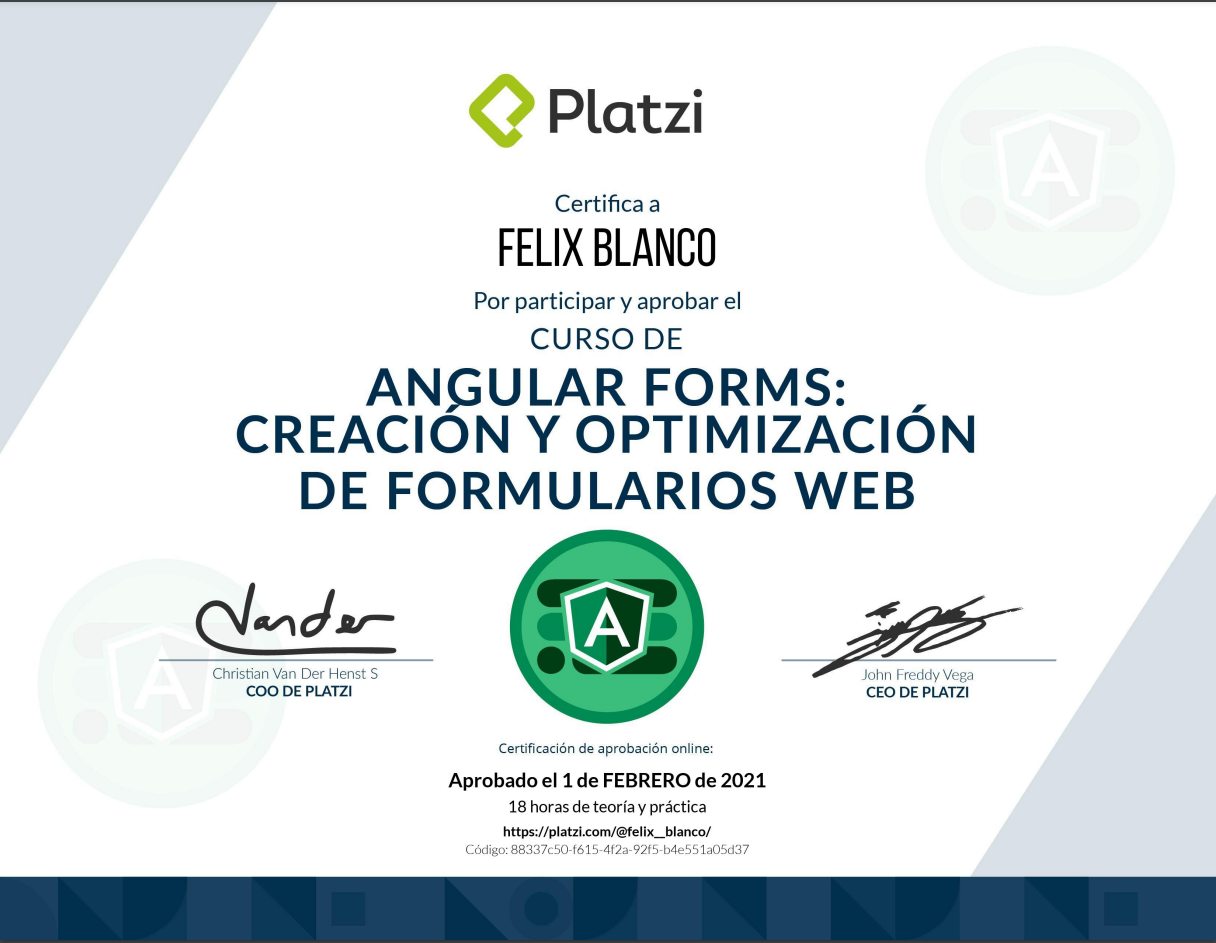 Platzi
Certifica a
FELIX BLANCO
Por participar y aprobar el
CURSO DE
ANGULAR FORMS:
CREACIÓN Y OPTIMIZACIÓN
DE FORMULARIOS WEB
A
A
Vander
A
A
Christian Van Der Henst S
COO DE PLATZI
John Freddy Vega
CEO DE PLATZI
Certificación de aprobación online:
Aprobado el 1 de FEBRERO de 2021
18 horas de teoría y práctica
https://platzi.com/@felix__blanco/
Código: 88337c50-f615-4f2a-92f5-b4e551a05d37